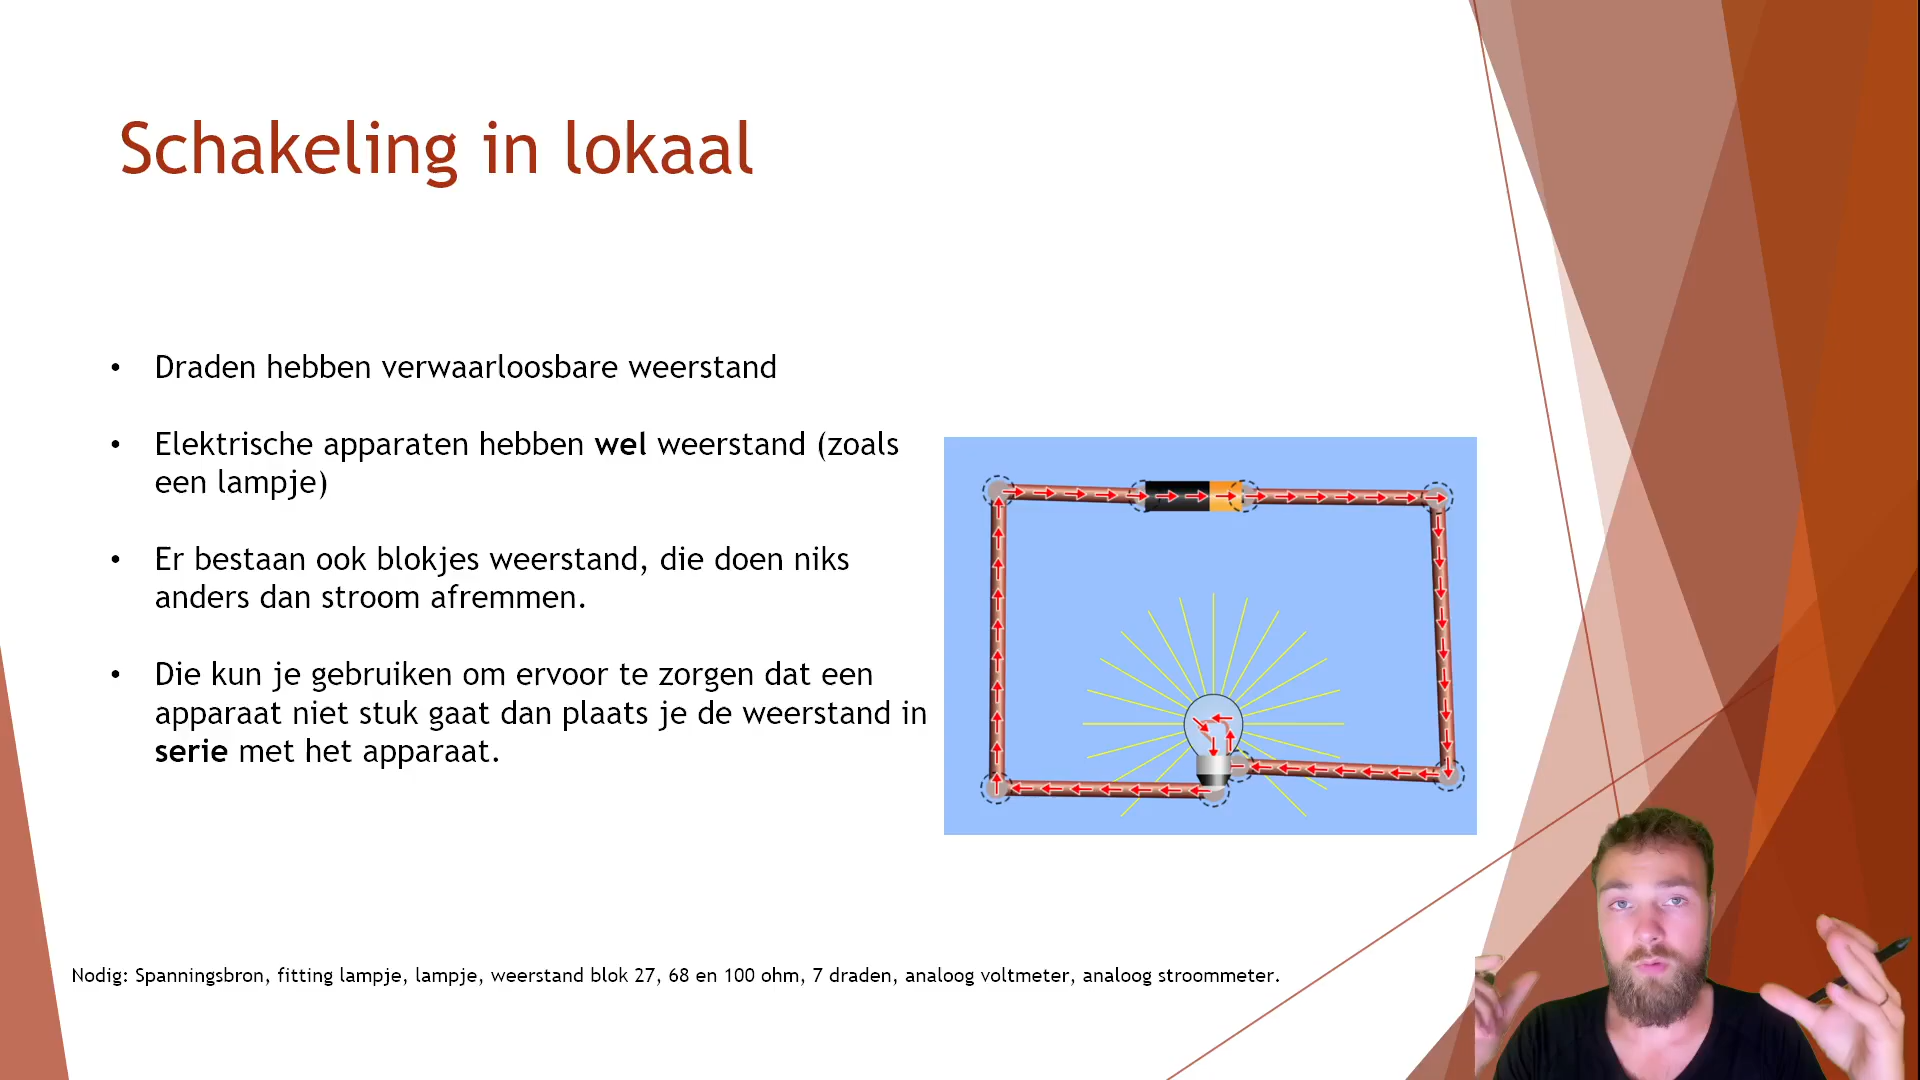 Schakeling in lokaal
• Draden hebben verwaarloosbare weerstand
• Elektrische apparaten hebben wel weerstand (zoals
een lampje)
• Er bestaan ook blokjes weerstand, die doen niks
anders dan stroom afremmen.
• Die kun je gebruiken om ervoor te zorgen dat een
apparaat niet stuk gaat dan plaats je de weerstand in
serie met het apparaat.
Nodig: Spanningsbron, fitting lampje, lampje, weerstand blok 27, 68 en 100 ohm, 7 draden, analoog voltmeter, analoog stroommeter.